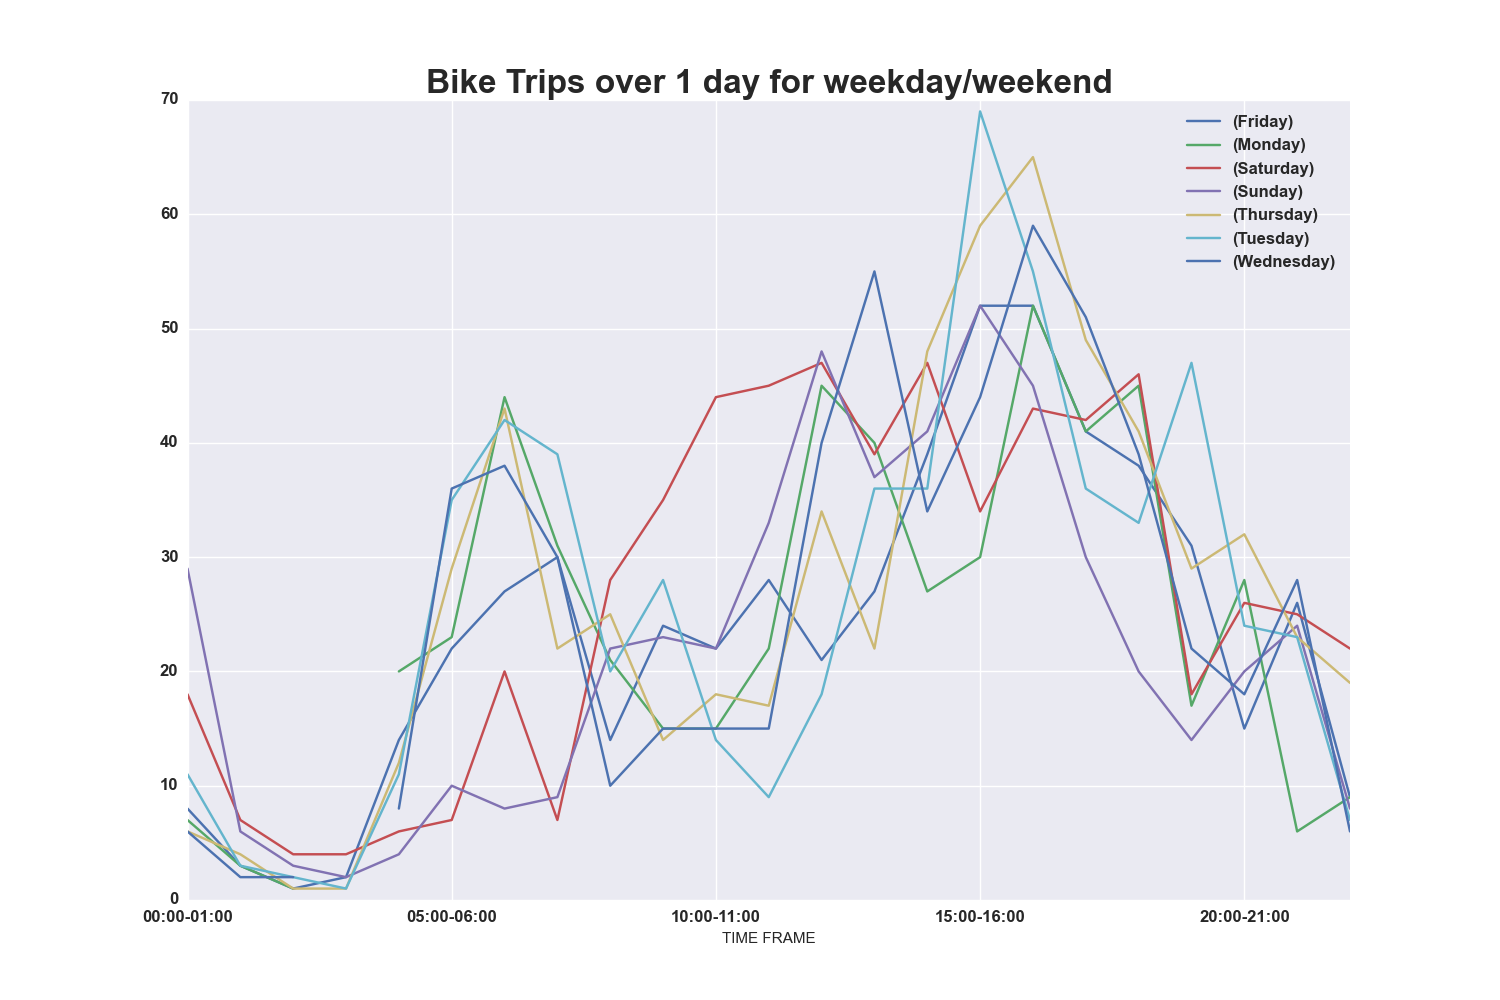 Bike Trips over 1 day for weekday/weekend
70
60
50
40
30
20
10
0
(Friday)
(Monday)
(Saturday)
(Sunday)
(Thursday)
(Tuesday)
(Wednesday)
00:00-01:00 05:00-06:00 10:00-11:00 15:00-16:00 20:00-21:00
TIME FRAME